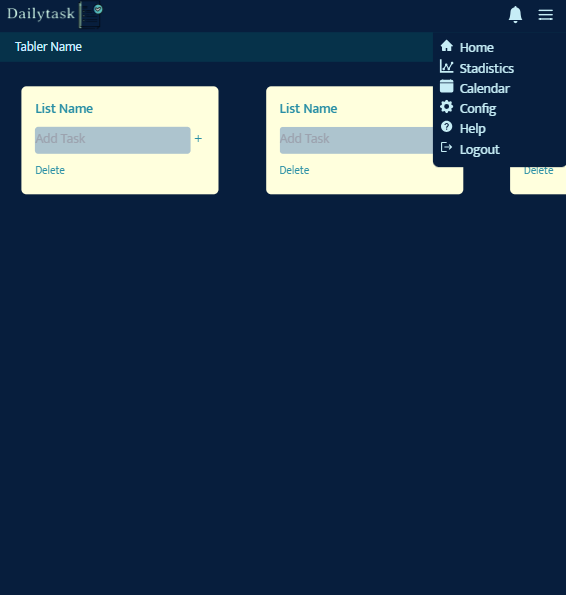 Dailytask
Tabler Name
Home
Stadistics
Calendar
Config
Help
Logout
List Name
Add Task +
Delete
List Name
Add Task
Delete
Delete